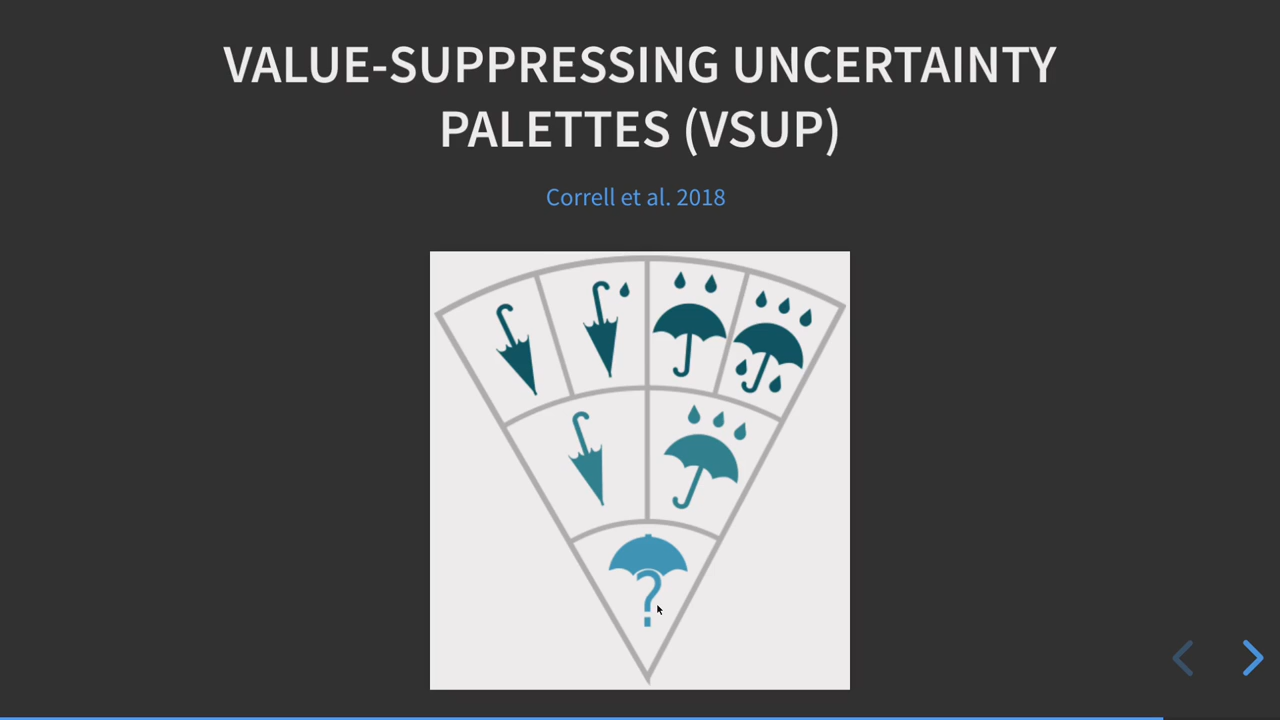 VALUE-SUPPRESSING UNCERTAINTY
PALETTES (VSUP)
Correll et al. 2018
?